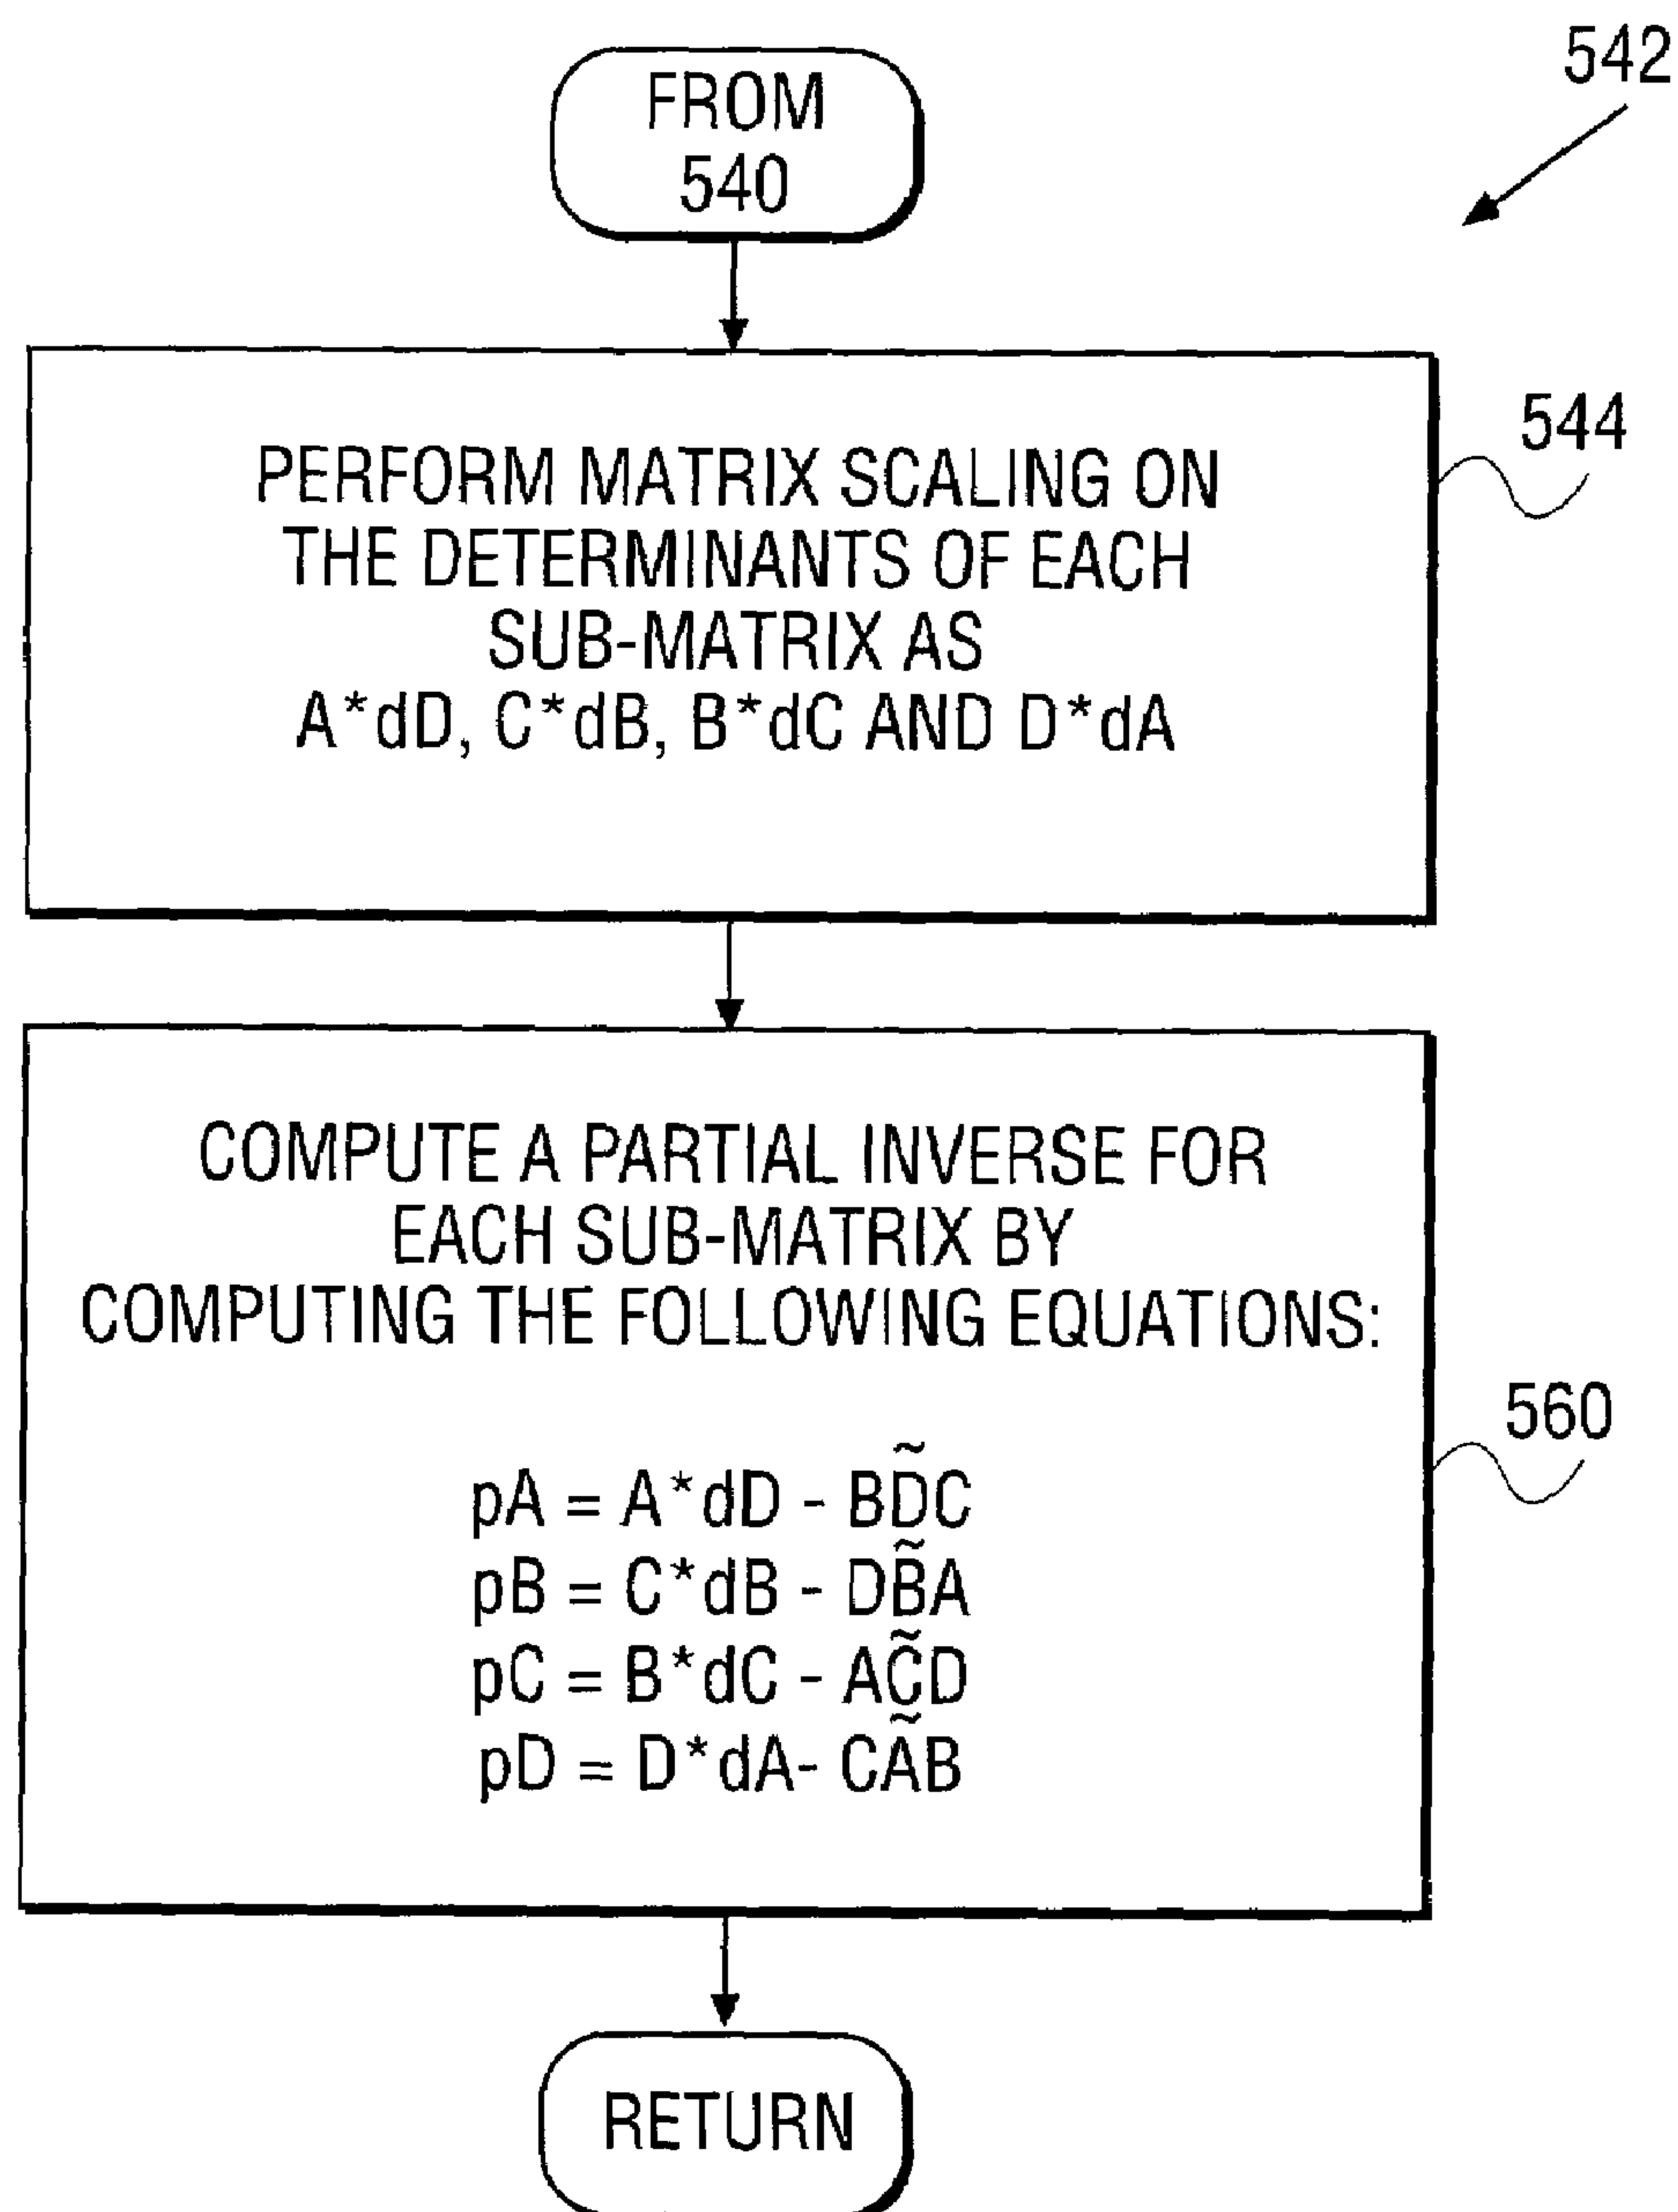 542
FROM
540
544
PERFORM MATRIX SCALING ON
THE DETERMINANTS OF EACH
SUB-MATRIX AS
A*dD, C*dB, B*dC AND D*dA
COMPUTE A PARTIAL INVERSE FOR
EACH SUB-MATRIX BY
COMPUTING THE FOLLOWING EQUATIONS:
560
pA = A*dD - BD̃C
pB = C*dB - DB̃A
pC = B*dC - AC̃D
pD = D*dA- CÃB
RETURN